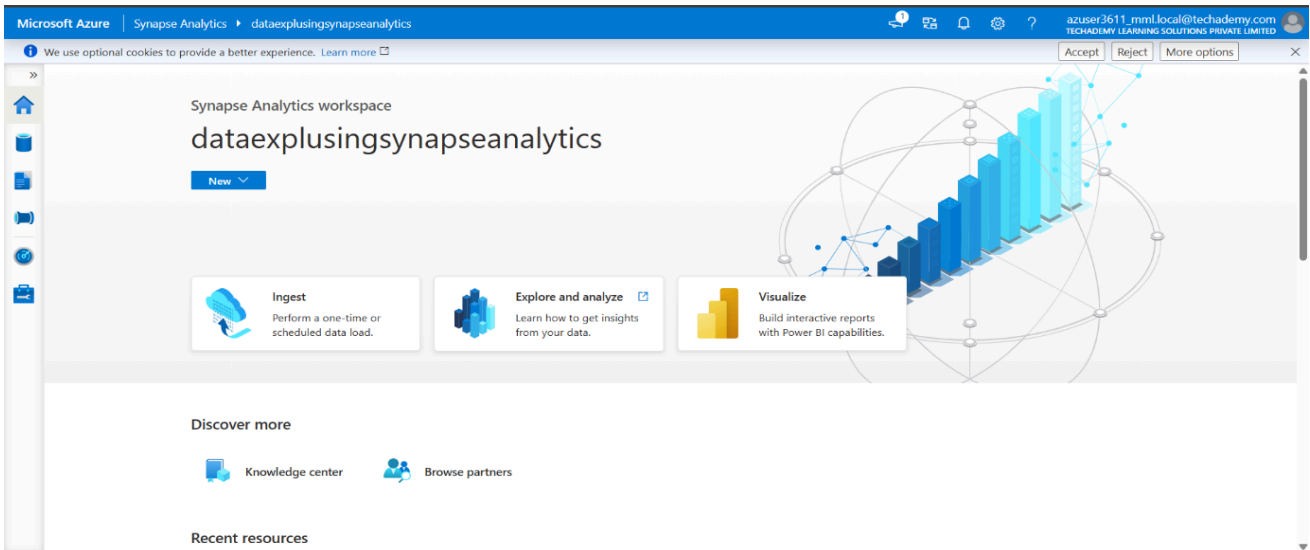 Microsoft Azure Synapse Analytics dataexplusingsynapseanalytics 1 ? azuser3611_mml.local@techademy.com
TECHADEMY LEARNING SOLUTIONS PRIVATE LIMITED
We use optional cookies to provide a better experience. Learn more Accept Reject More options
Synapse Analytics workspace
dataexplusingsynapseanalytics
New
Ingest
Perform a one-time or
scheduled data load.
Explore and analyze
Learn how to get insights
from your data.
Visualize
Build interactive reports
with Power BI capabilities.
Discover more
Knowledge center Browse partners
Recent resources